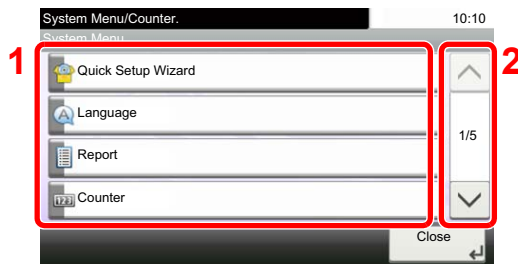 System Menu/Counter. 10:10
System Menu
1 2
Quick Setup Wizard
Language
1/5
Report
Counter
Close